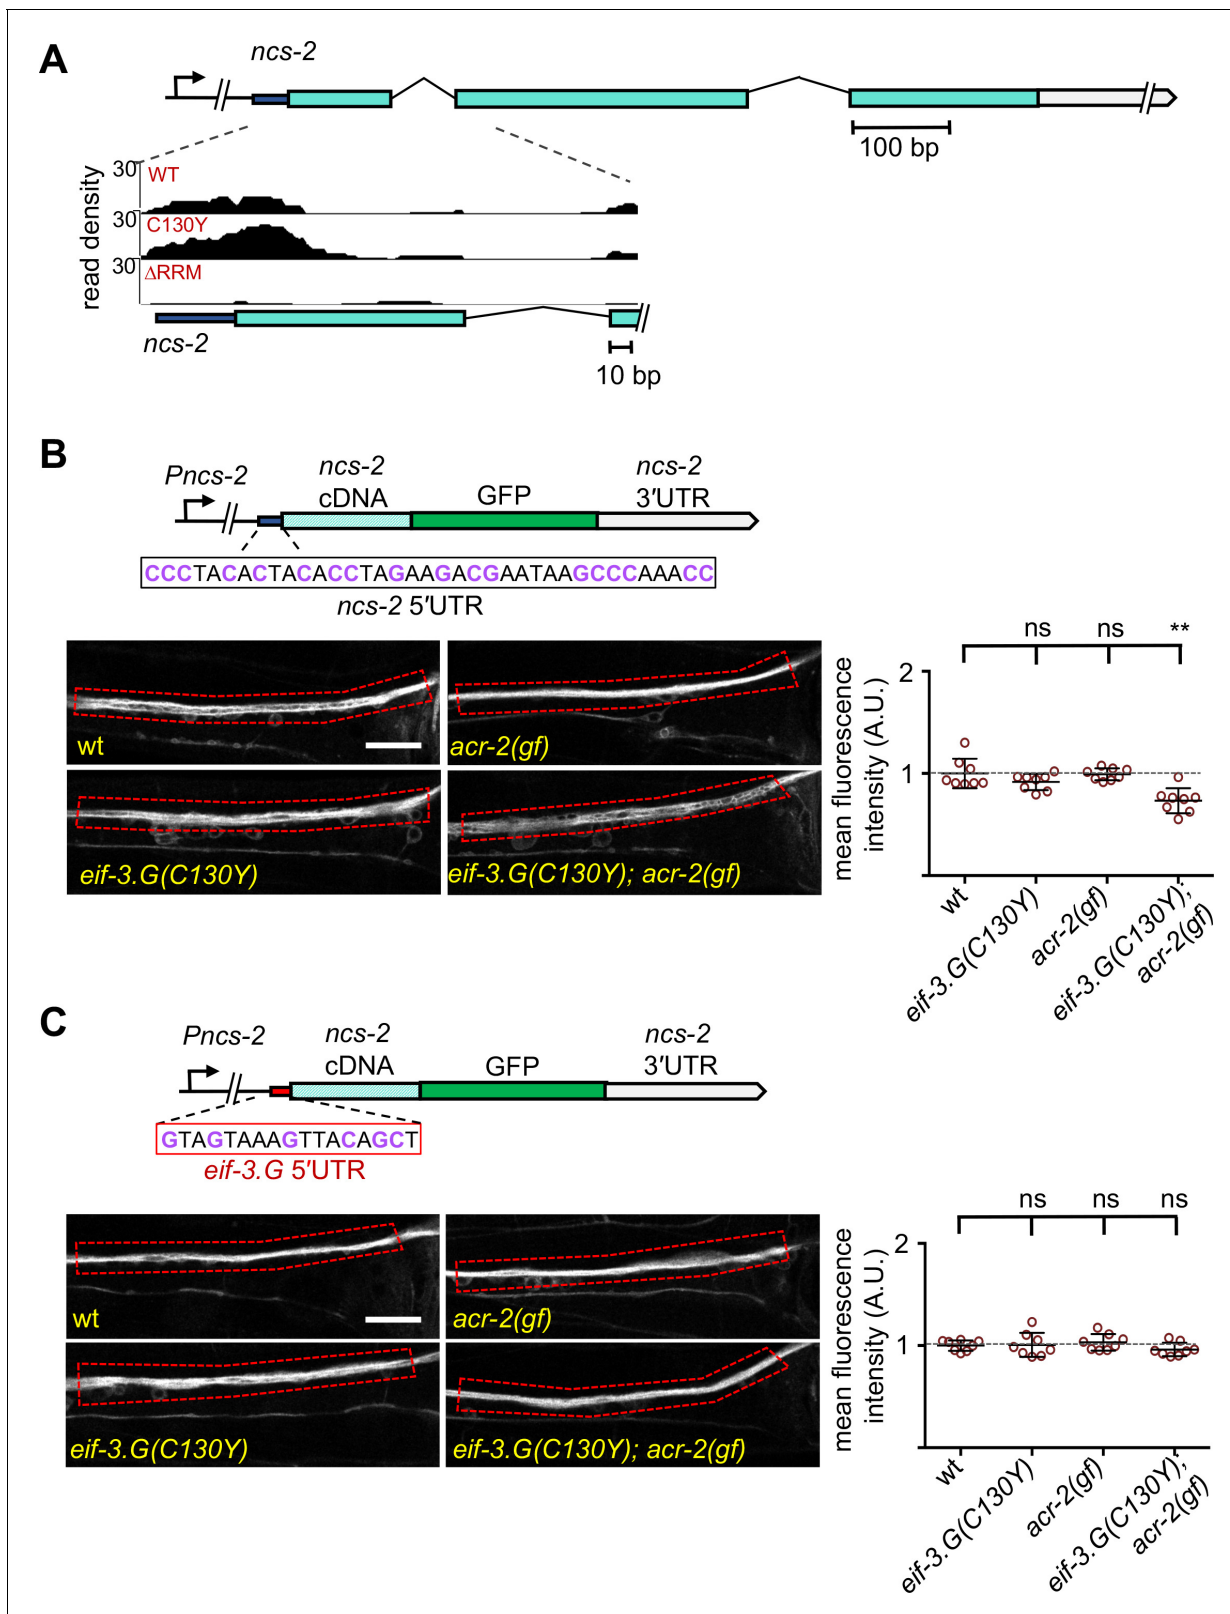 A
ncs-2
100 bp
read density
30
WT
30
C130Y
30
ΔRRM
ncs-2
10 bp
B
Pncs-2
ncs-2
cDNA
GFP
ncs-2
3′UTR
CCCTACACTACACCTAGAAGACGAATAAGCCCAAACC
ncs-2 5′UTR
wt
acr-2(gf)
eif-3.G(C130Y)
eif-3.G(C130Y); acr-2(gf)
ns
ns
**
mean fluorescence
intensity (A.U.)
2
1
wt
eif-3.G(C130Y)
acr-2(gf)
eif-3.G(C130Y);
acr-2(gf)
C
Pncs-2
ncs-2
cDNA
GFP
ncs-2
3′UTR
GTAGTAAAGTTACAGCT
eif-3.G 5′UTR
wt
acr-2(gf)
eif-3.G(C130Y)
eif-3.G(C130Y); acr-2(gf)
ns
ns
ns
mean fluorescence
intensity (A.U.)
2
1
wt
eif-3.G(C130Y)
acr-2(gf)
eif-3.G(C130Y);
acr-2(gf)